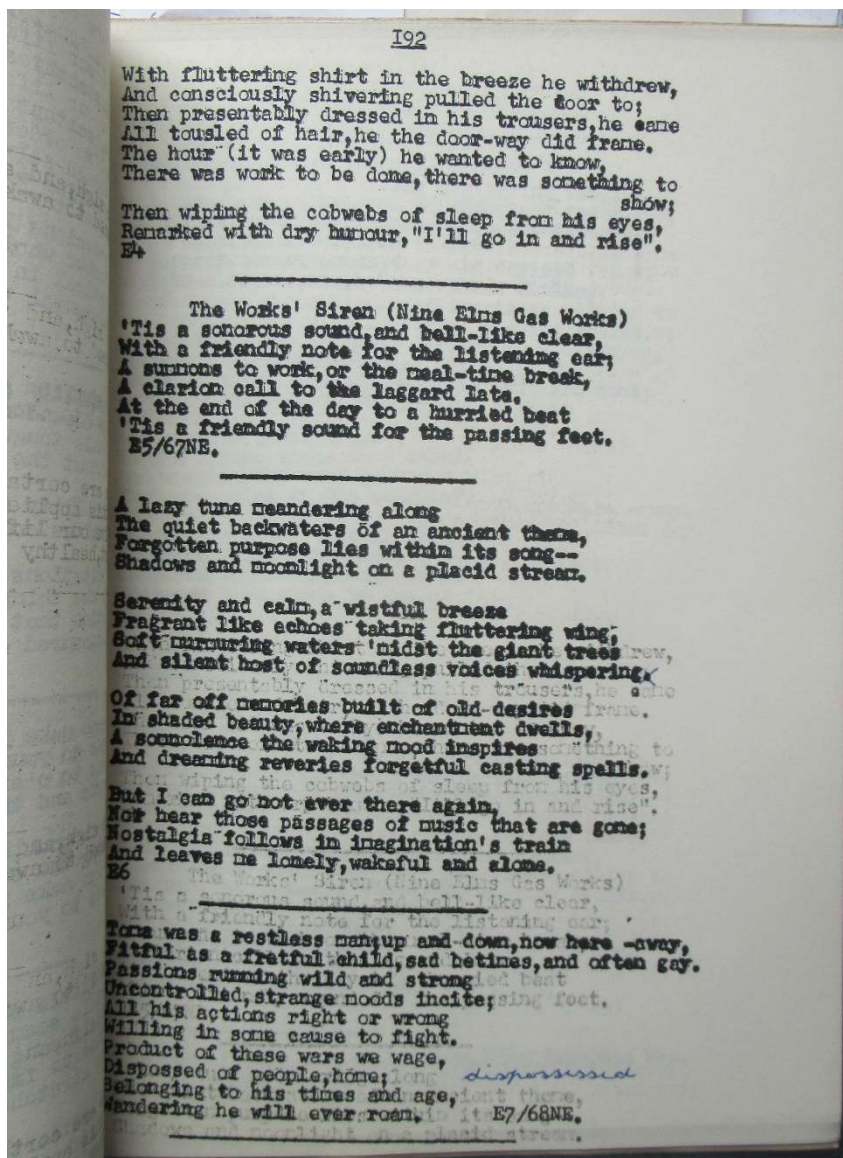 I92
With fluttering shirt in the breeze he withdrew,
And consciously shivering pulled the door to;
Then presentably dressed in his trousers,he came
All tousled of hair,he the door-way did frame.
The hour (it was early) he wanted to know,
There was work to be done,there was something to
show;
Then wiping the cobwebs of sleep from his eyes,
Remarked with dry humour,"I'll go in and rise".
E4
The Works' Siren (Nine Elms Gas Works)
'Tis a sonorous sound,and bell-like clear,
With a friendly note for the listening ear;
A summons to work,or the meal-time break,
A clarion call to the laggard late.
At the end of the day to a hurried beat
'Tis a friendly sound for the passing feet.
E5/67NE.
A lazy tune meandering along
The quiet backwaters of an ancient theme,
Forgotten purpose lies within its song--
Shadows and moonlight on a placid stream.
Serenity and calm,a wistful breeze
Fragrant like echoes taking fluttering wing;
Soft murmuring waters 'midst the giant trees
And silent host of soundless voices whispering.
Of far off memories built of old desires
In shaded beauty,where enchantment dwells,
A somnolence the waking mood inspires
And dreaming reveries forgetful casting spells.
But I can go not ever there again,
Nor hear those passages of music that are gone;
Nostalgia follows in imagination's train
And leaves me lonely,wakeful and alone.
E6
Toma was a restless man;up and down,now here -away,
Fitful as a fretful child,sad betimes,and often gay.
Passions running wild and strong
Uncontrolled,strange moods incite;
All his actions right or wrong
Willing in some cause to fight.
Product of these wars we wage,
Disposssed of people,home; dispossessed
Belonging to his times and age,
Wandering he will ever roam. E7/68NE.